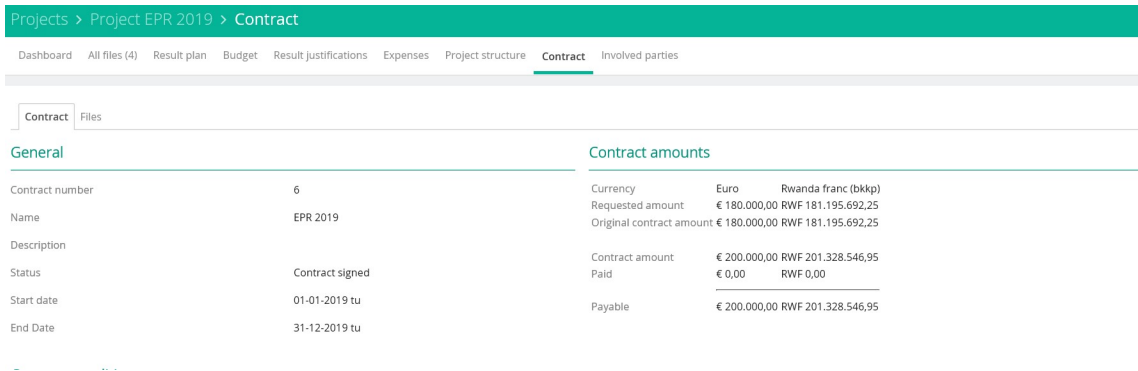 Projects > Project EPR 2019 > Contract
Dashboard All files (4) Result plan Budget Result justifications Expenses Project structure Contract Involved parties
Contract Files
General
Contract number 6
Name EPR 2019
Description
Status Contract signed
Start date 01-01-2019 tu
End Date 31-12-2019 tu
Contract amounts
Currency Euro Rwanda franc (bkkp)
Requested amount € 180.000,00 RWF 181.195.692,25
Original contract amount € 180.000,00 RWF 181.195.692,25
Contract amount € 200.000,00 RWF 201.328.546,95
Paid € 0,00 RWF 0,00
Payable € 200.000,00 RWF 201.328.546,95